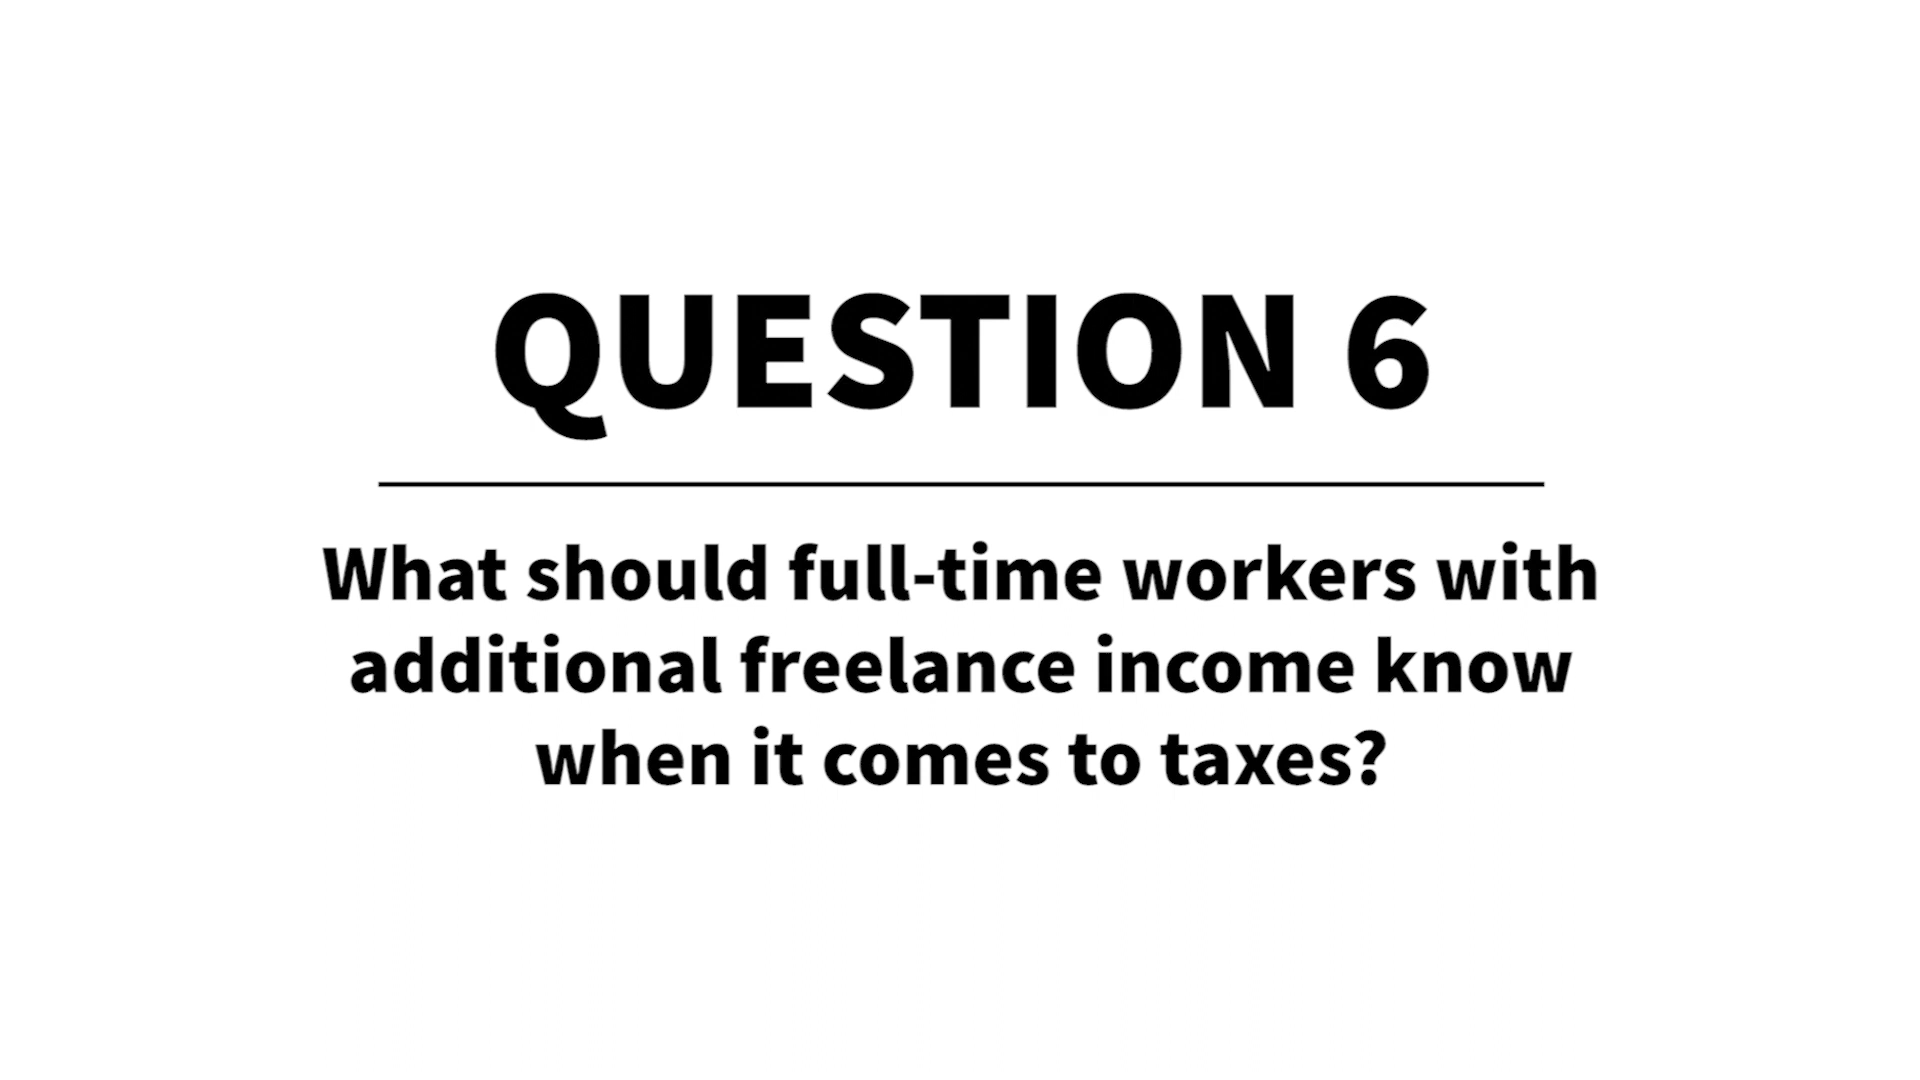 QUESTION 6
What should full-time workers with
additional freelance income know
when it comes to taxes?